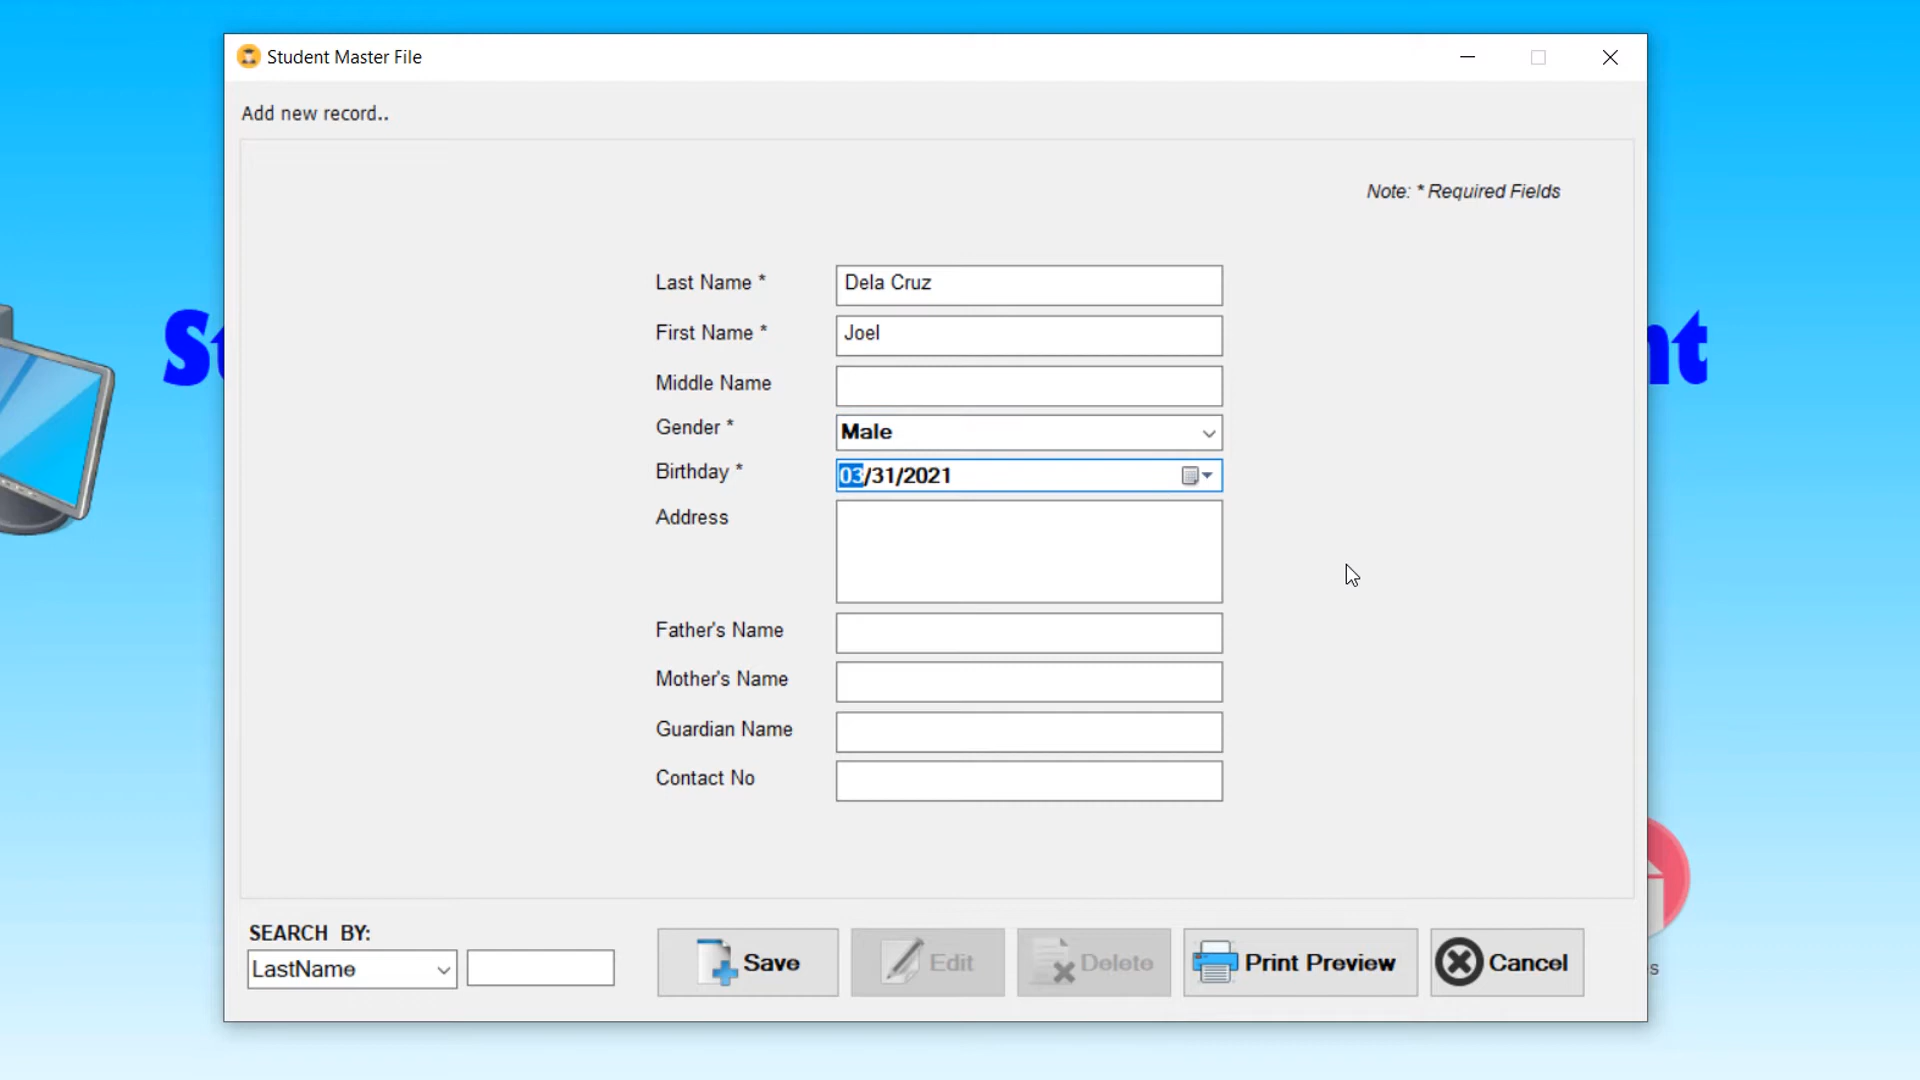 Student Master File
Add new record..
Note: * Required Fields
Last Name *
Dela Cruz
First Name *
Joel
Middle Name
Gender *
Male
Birthday *
03/31/2021
Address
Father's Name
Mother's Name
Guardian Name
Contact No
SEARCH BY:
LastName
Save
Edit
Delete
Print Preview
Cancel